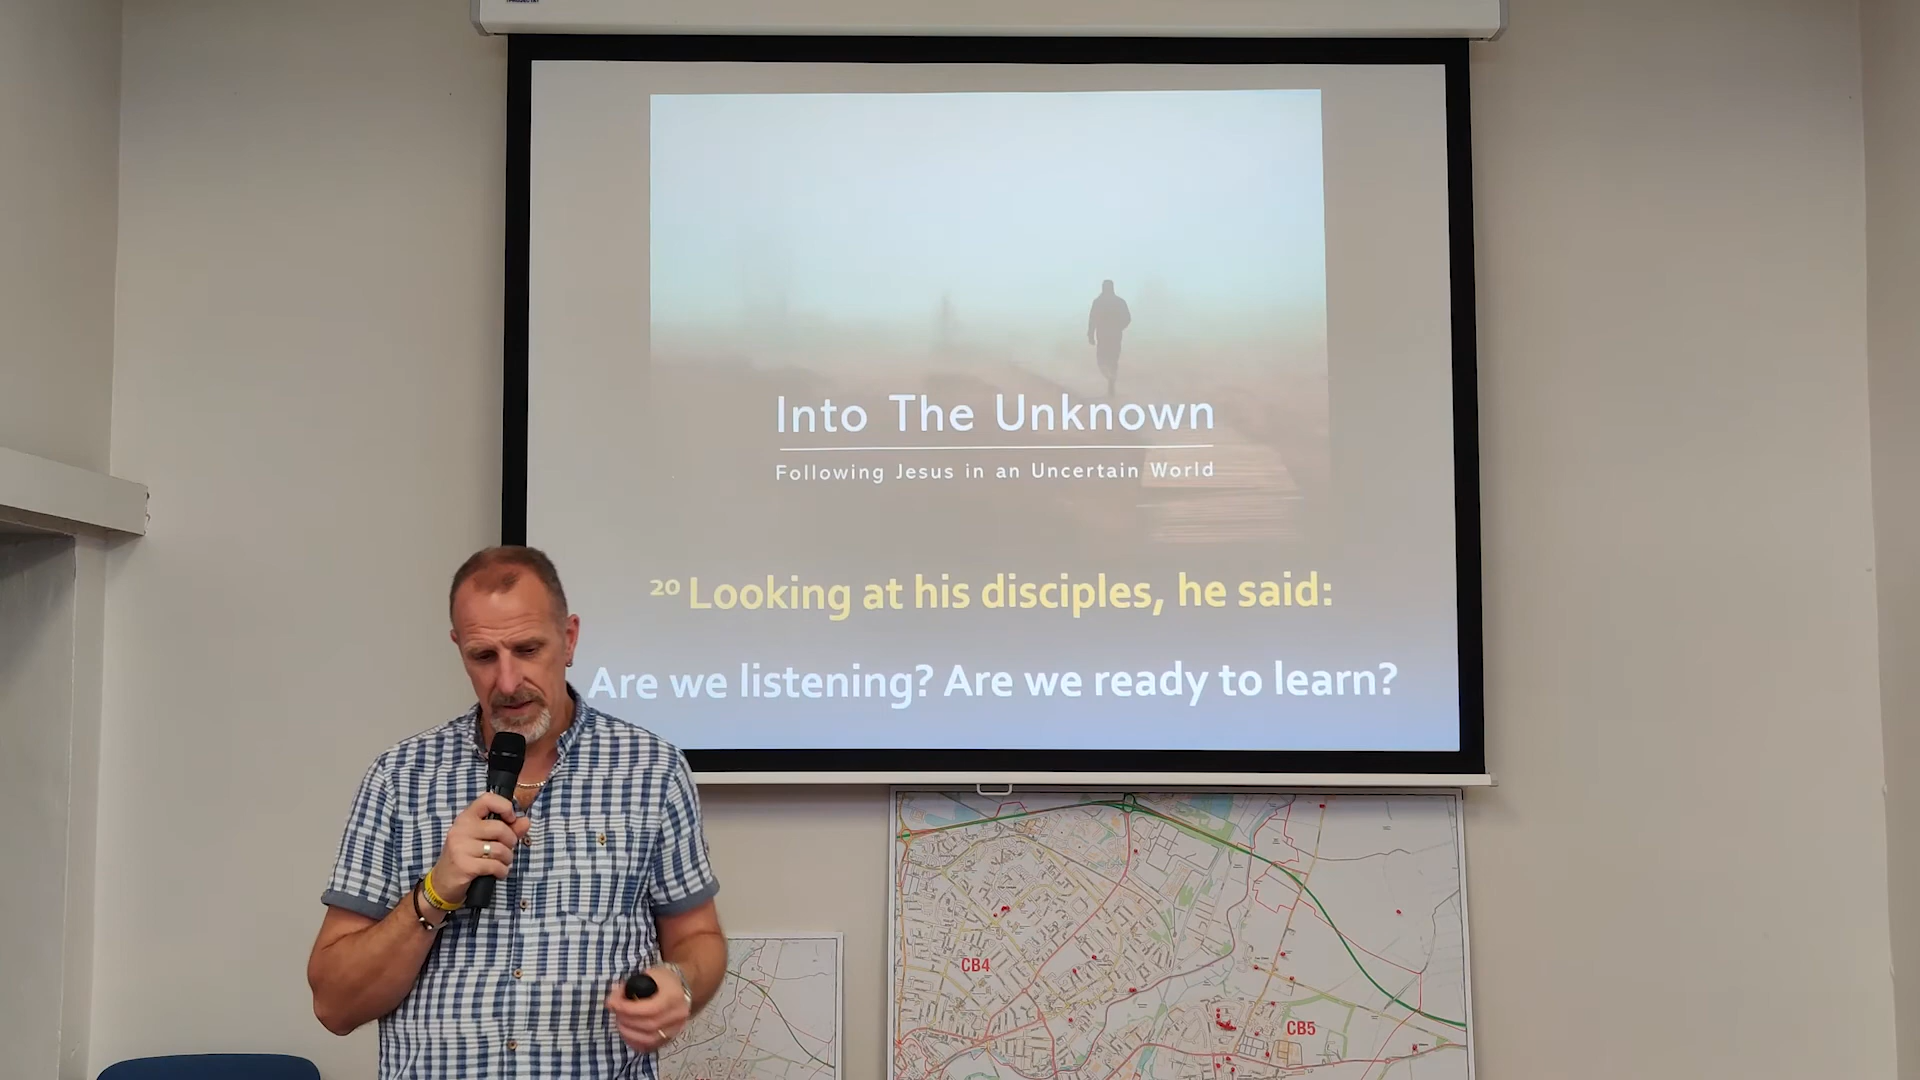 Into The Unknown
Following Jesus in an Uncertain World
20 Looking at his disciples, he said:
Are we listening? Are we ready to learn?
CB4
CB5